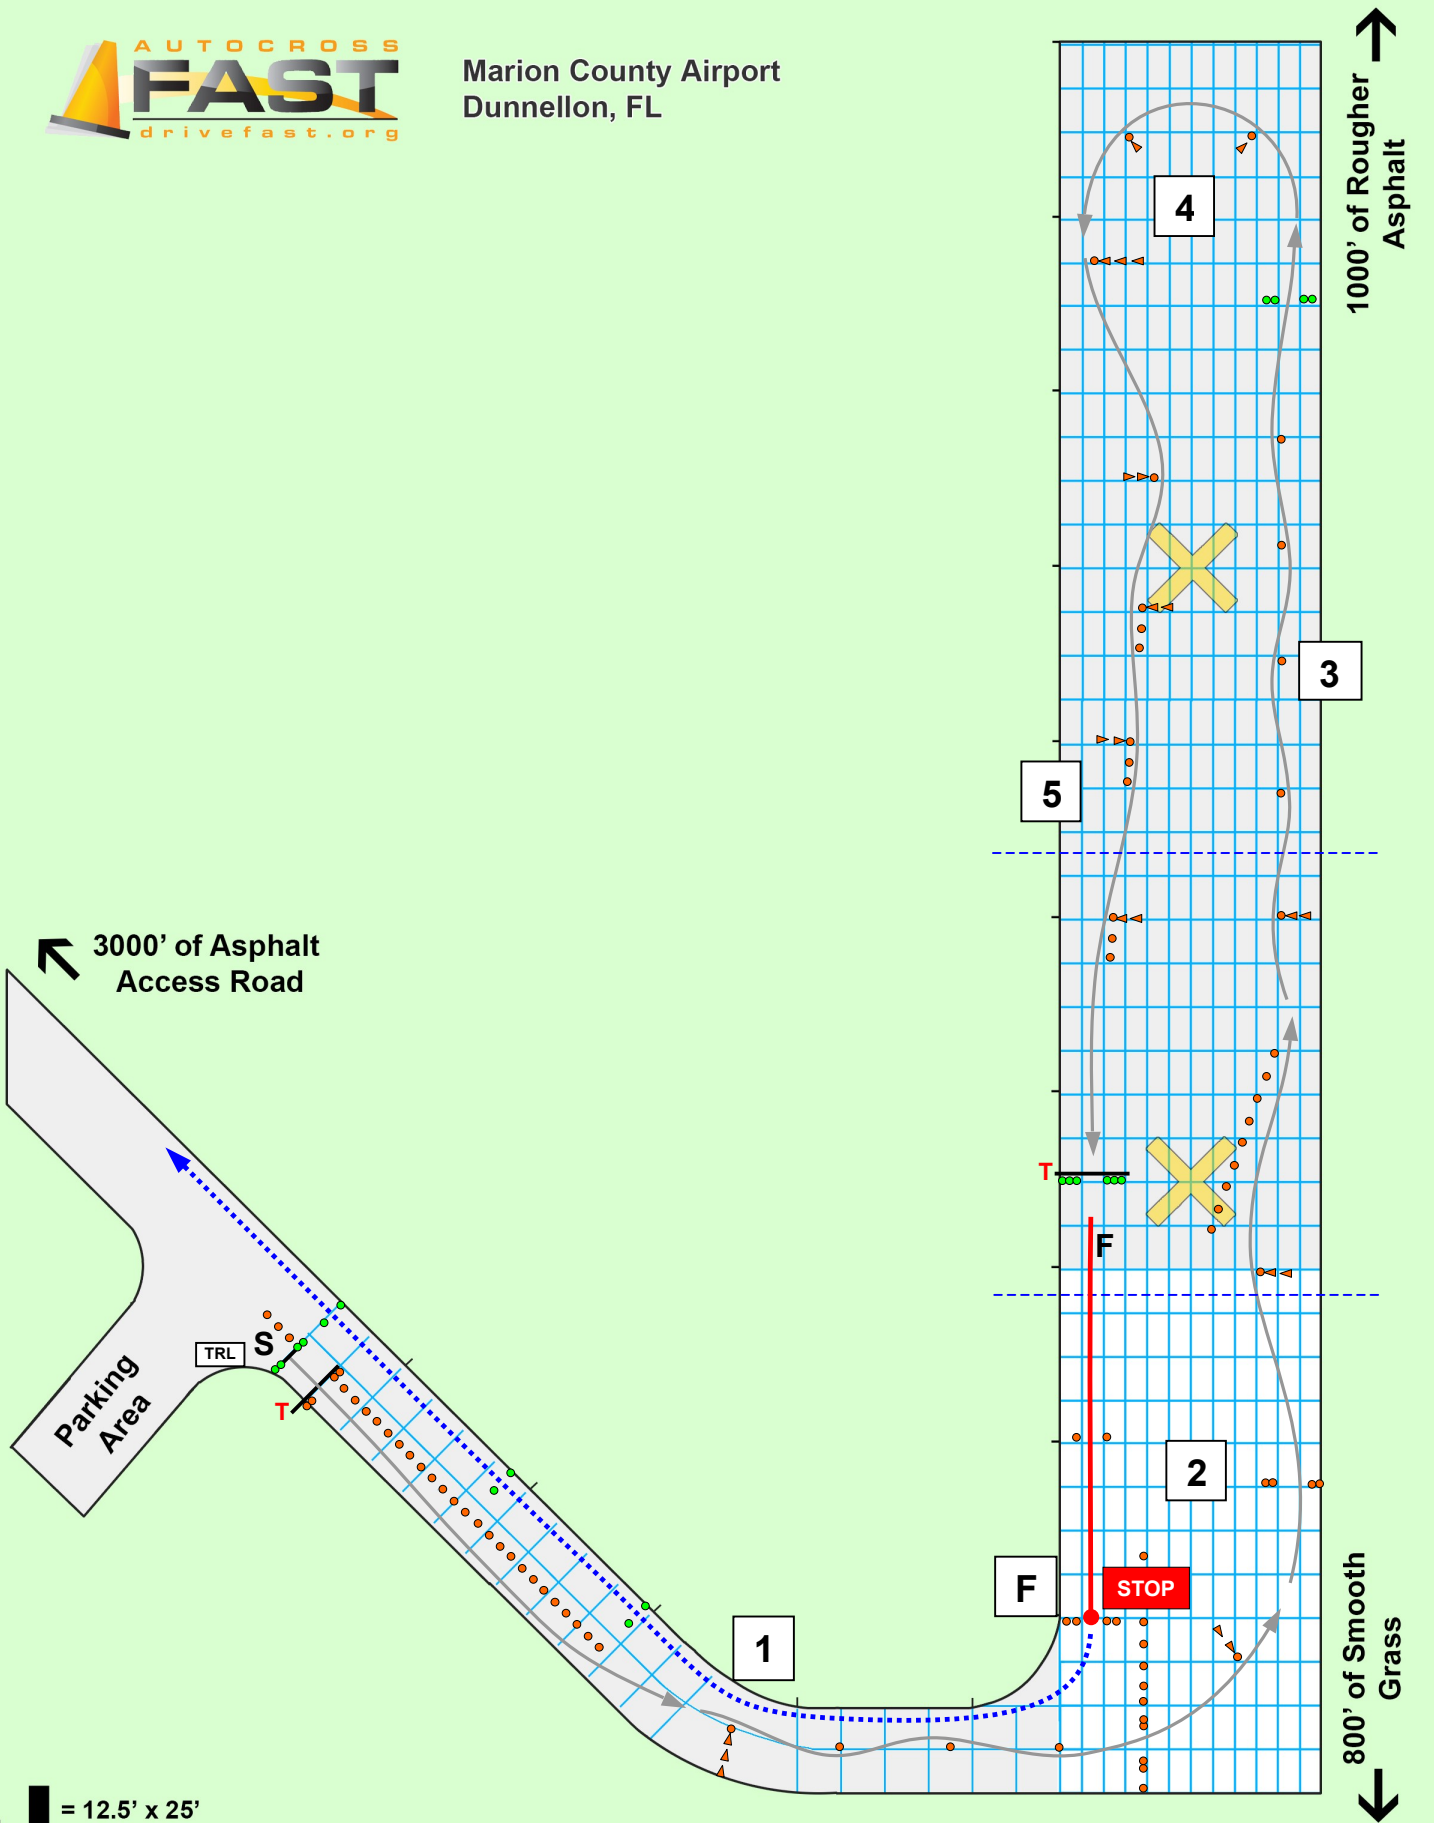 AUTOCROSS
FAST
drivefast.org
Marion County Airport
Dunnellon, FL
1000’ of Rougher
Asphalt
4
3
5
3000’ of Asphalt
Access Road
T
F
S
TRL
T
Parking
Area
2
STOP
F
1
800’ of Smooth
Grass
= 12.5’ x 25’